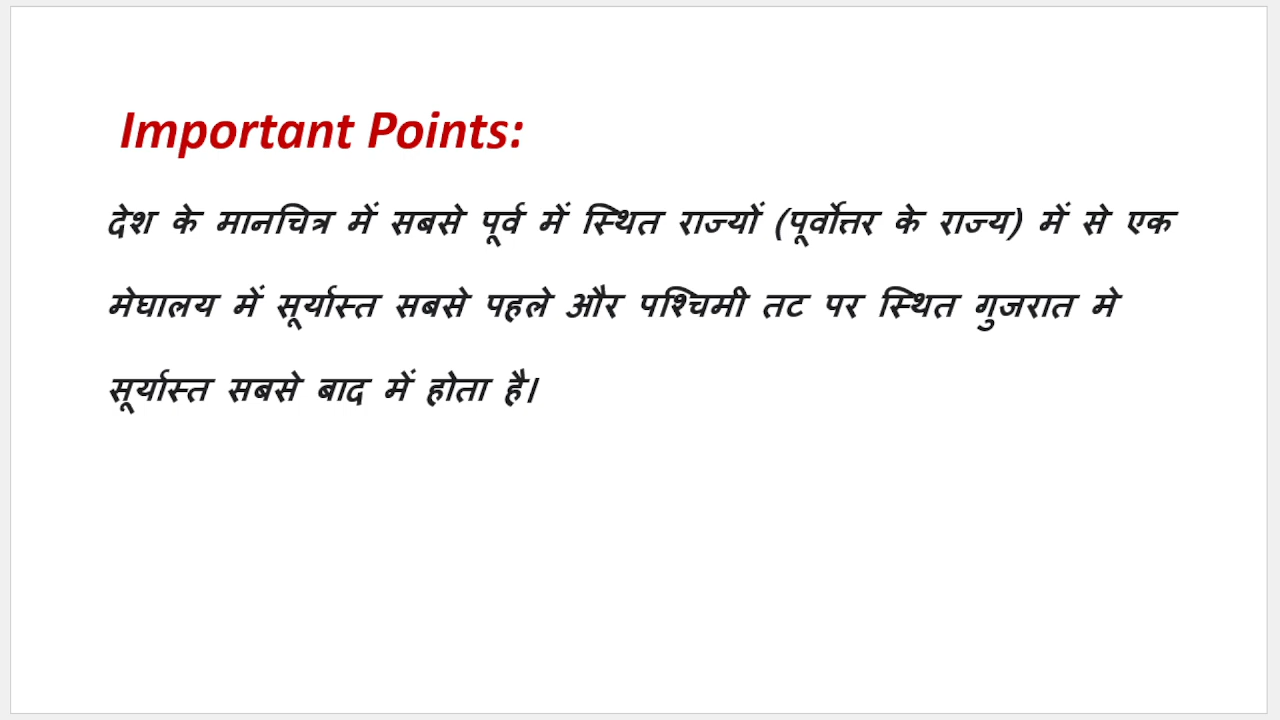 Important Points:
देश के मानचित्र में सबसे पूर्व में स्थित राज्यों (पूर्वोत्तर के राज्य) में से एक
मेघालय में सूर्यास्त सबसे पहले और पश्चिमी तट पर स्थित गुजरात मे
सूर्यास्त सबसे बाद में होता है।